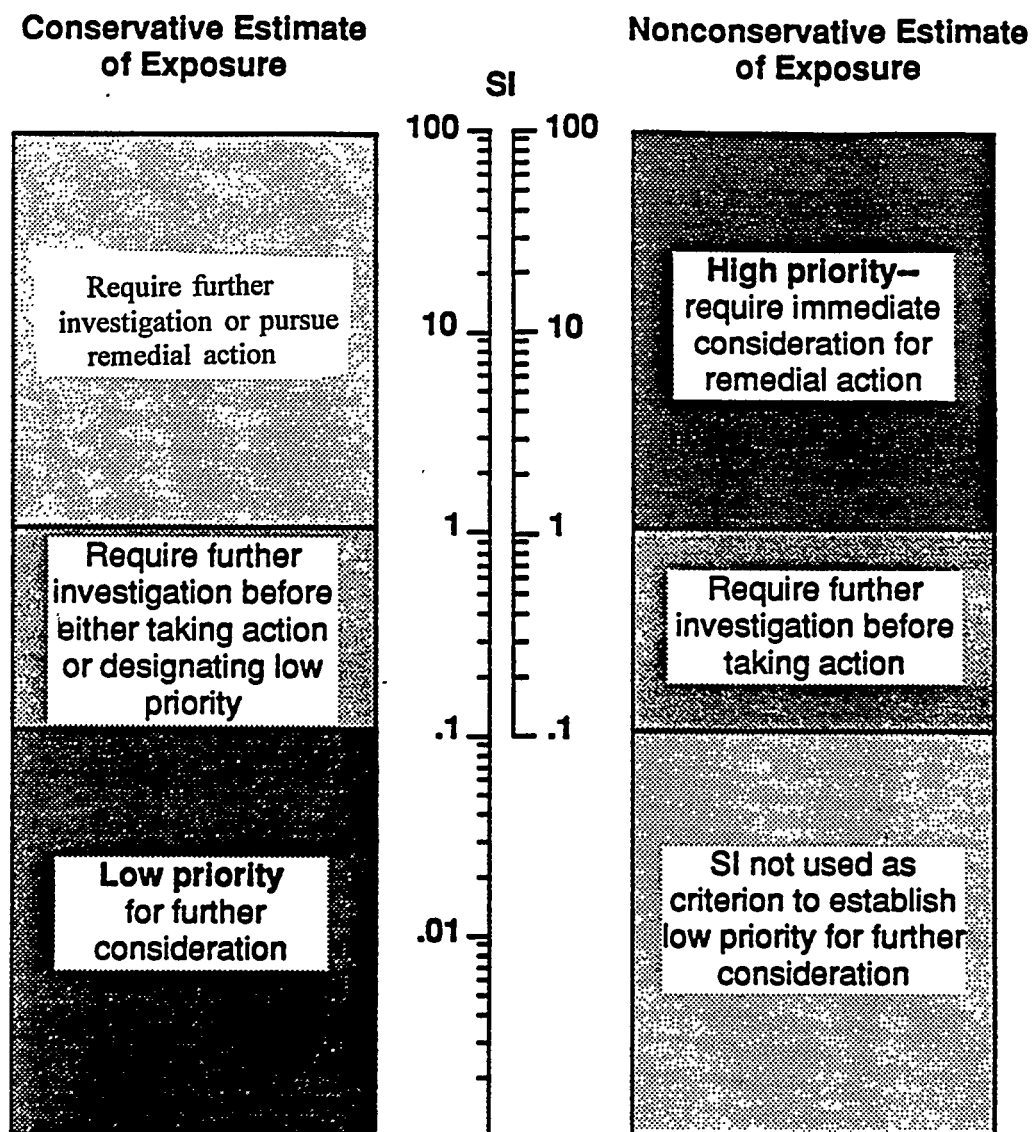 Conservative Estimate
of Exposure
Nonconservative Estimate
of Exposure
SI
100
100
10
10
1
1
.1
.1
.01
Require further
investigation or pursue
remedial action
Require further
investigation before
either taking action
or designating low
priority
Low priority
for further
consideration
High priority–
require immediate
consideration for
remedial action
Require further
investigation before
taking action
SI not used as
criterion to establish
low priority for further
consideration